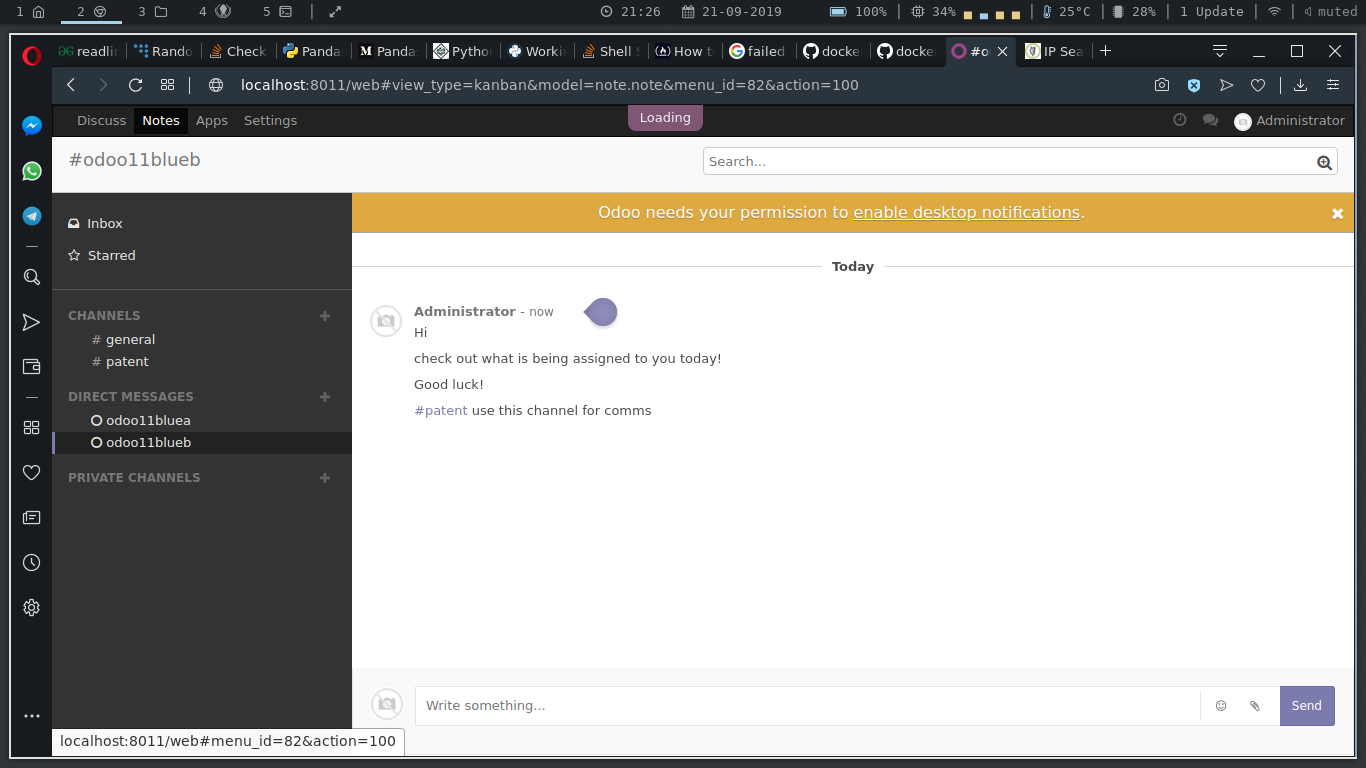 1 2 3 4 5 21:26 21-09-2019 100% 34% 25°C 28% 1 Update muted
readli Rando Check Panda Panda Pytho Worki Shell S How t failed docke docke #o IP Sea
localhost:8011/web#view_type=kanban&model=note.note&menu_id=82&action=100
Discuss Notes Apps Settings Loading Administrator
#odoo11blueb Search...
Odoo needs your permission to enable desktop notifications.
Inbox
Starred
CHANNELS
# general
# patent
DIRECT MESSAGES
odoo11bluea
odoo11blueb
PRIVATE CHANNELS
Today
Administrator - now
Hi
check out what is being assigned to you today!
Good luck!
#patent use this channel for comms
Write something... Send
localhost:8011/web#menu_id=82&action=100